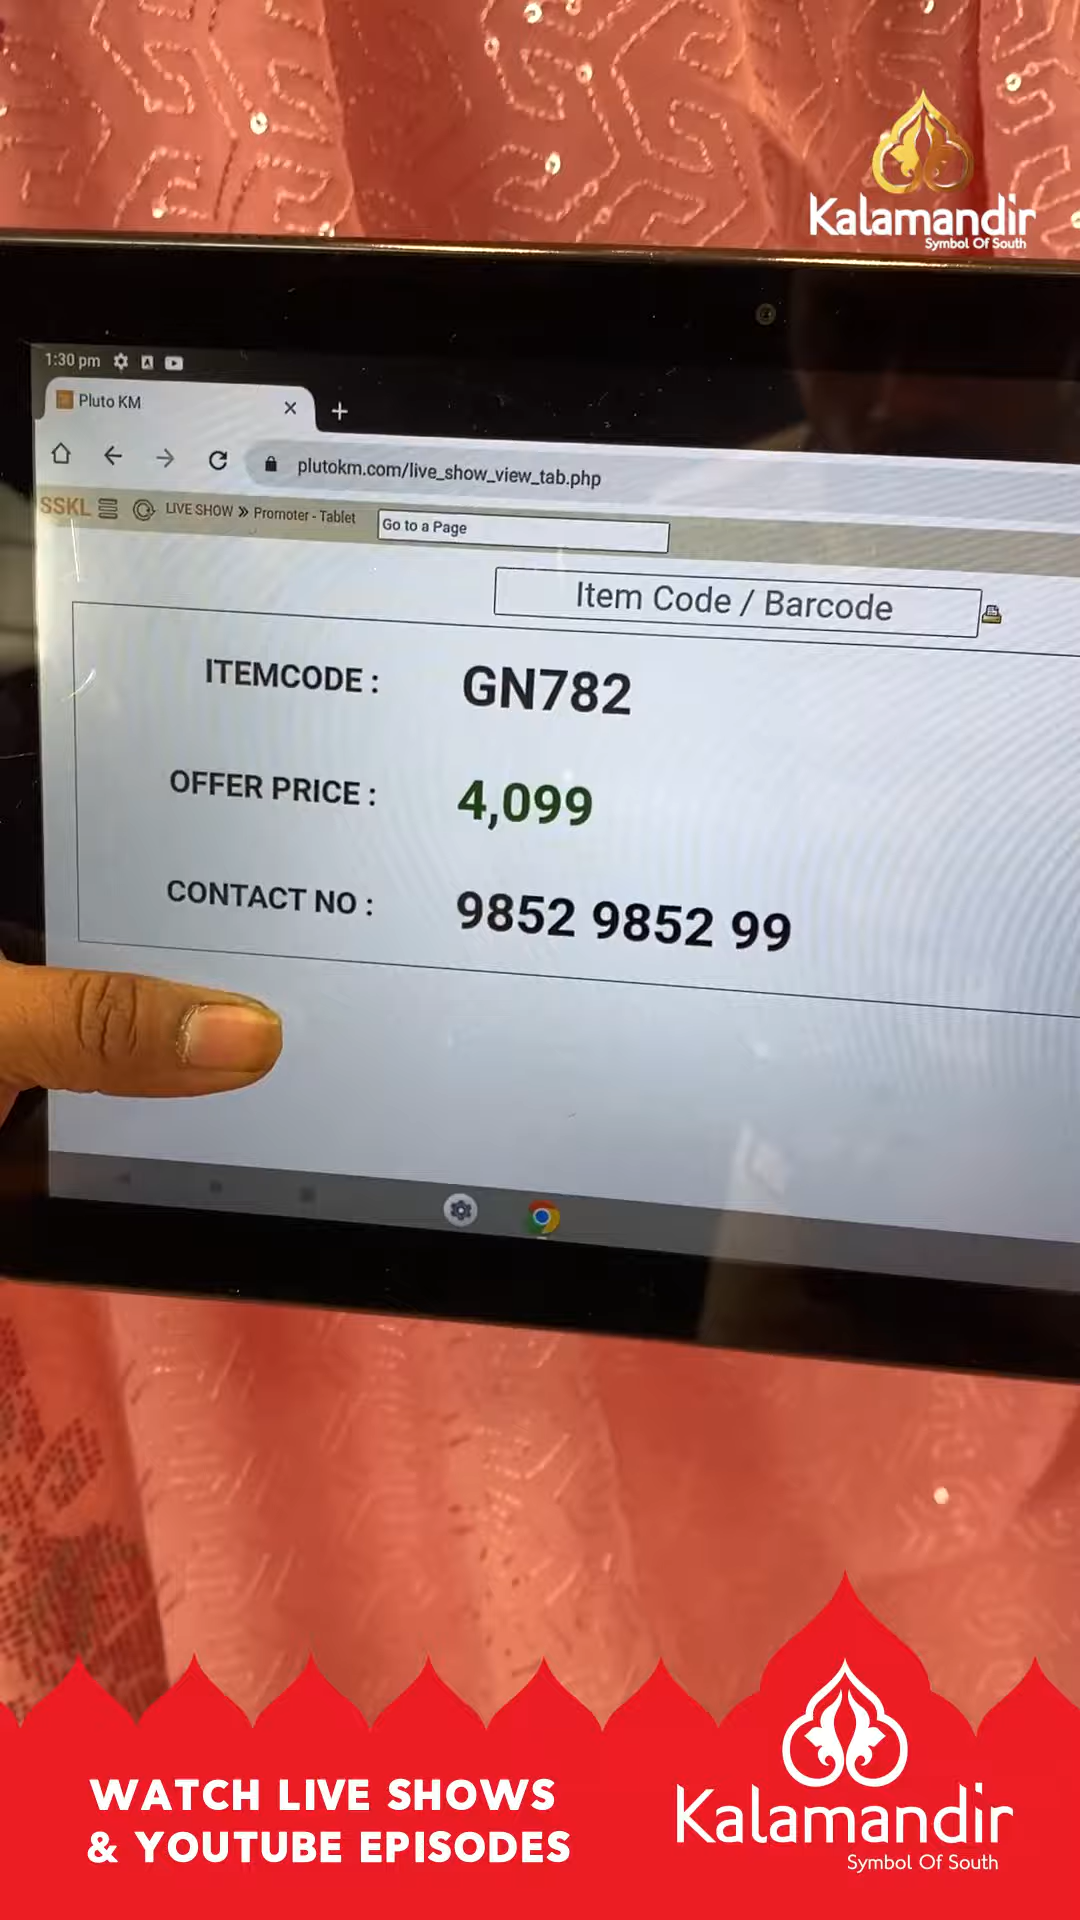 Kalamandir
Symbol Of South
1:30 pm
Pluto KM
plutokm.com/live_show_view_tab.php
SSKL LIVE SHOW » Promoter - Tablet Go to a Page
Item Code / Barcode
ITEMCODE : GN782
OFFER PRICE : 4,099
CONTACT NO : 9852 9852 99
WATCH LIVE SHOWS
& YOUTUBE EPISODES
Kalamandir
Symbol Of South